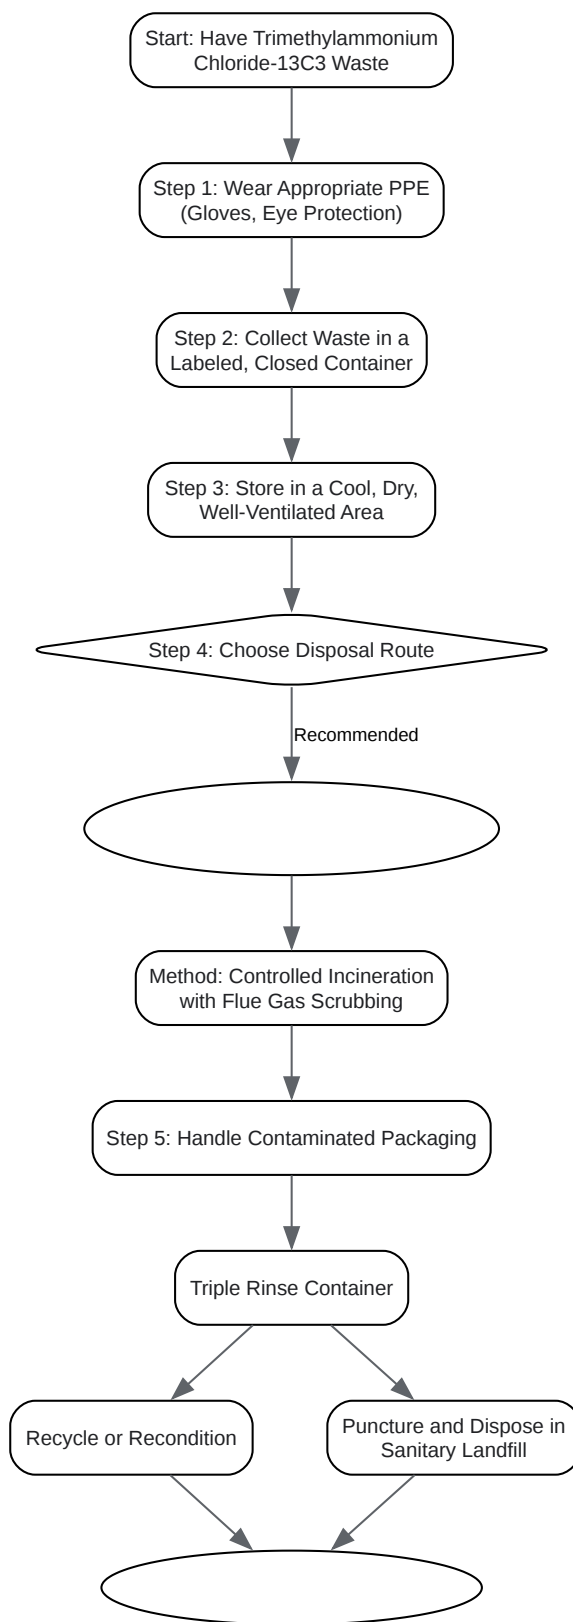 Start: Have Trimethylammonium
Chloride-13C3 Waste
Step 1: Wear Appropriate PPE
(Gloves, Eye Protection)
Step 2: Collect Waste in a
Labeled, Closed Container
Step 3: Store in a Cool, Dry,
Well-Ventilated Area
Step 4: Choose Disposal Route
Recommended
Method: Controlled Incineration
with Flue Gas Scrubbing
Step 5: Handle Contaminated Packaging
Triple Rinse Container
Recycle or Recondition
Puncture and Dispose in
Sanitary Landfill